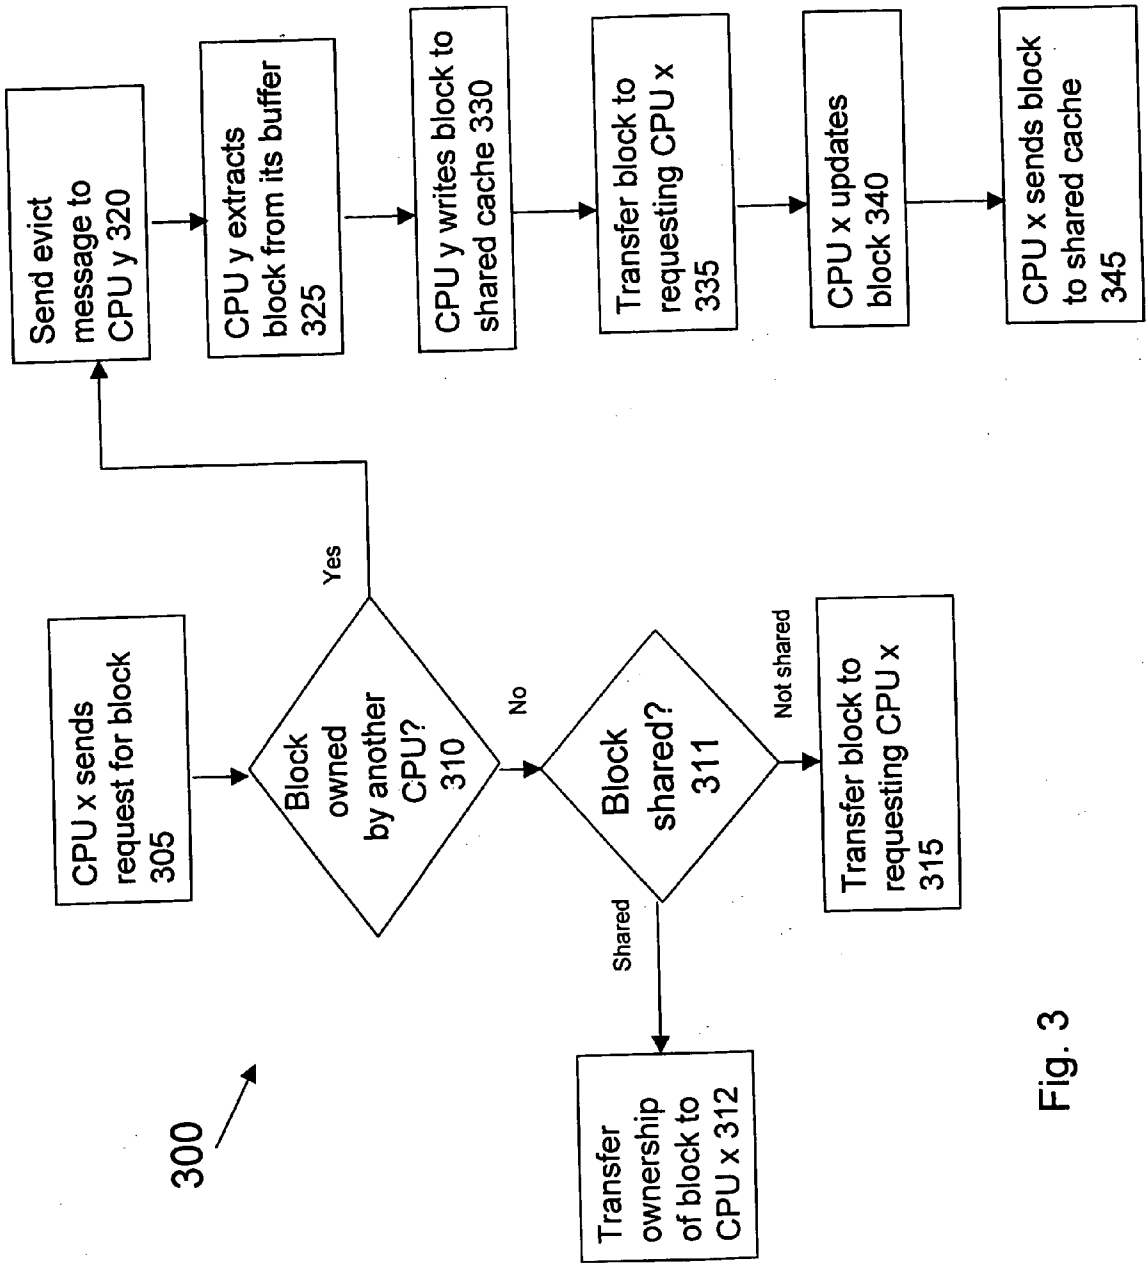 300
CPU x sends
request for block
305
Block
owned
by another
CPU?
310
Yes
No
Block
shared?
311
Shared
Not shared
Transfer
ownership
of block to
CPU x 312
Transfer block to
requesting CPU x
315
Send evict
message to
CPU y 320
CPU y extracts
block from its buffer
325
CPU y writes block to
shared cache 330
Transfer block to
requesting CPU x
335
CPU x updates
block 340
CPU x sends block
to shared cache
345
Fig. 3